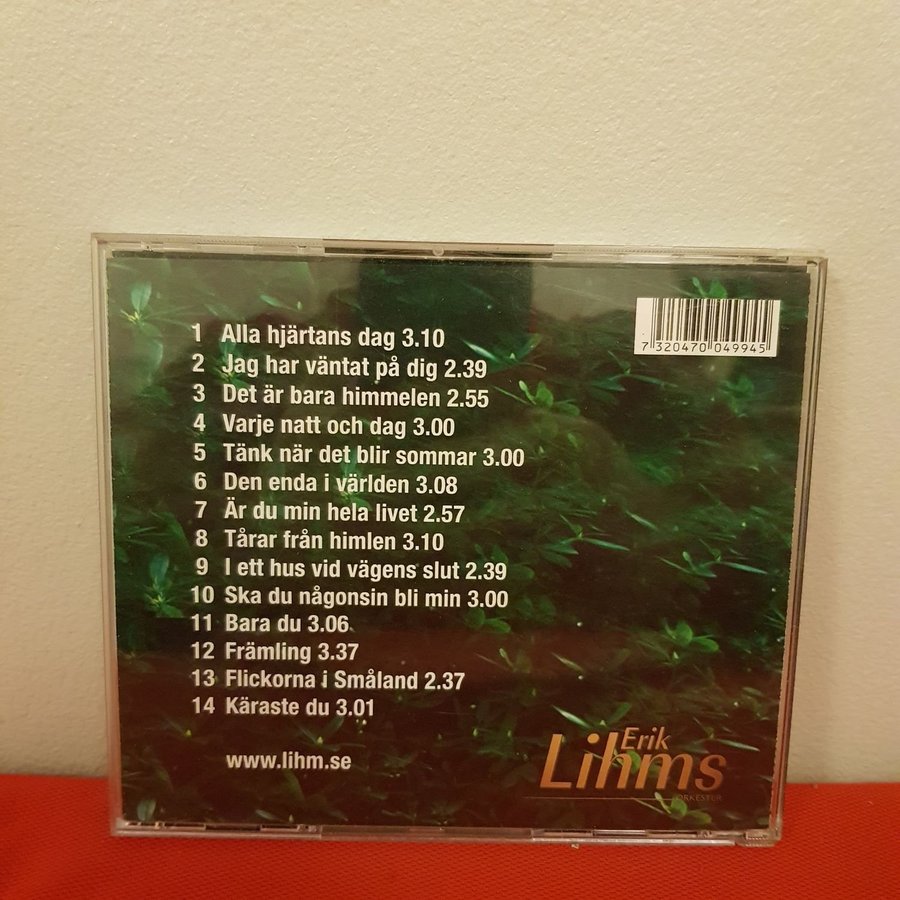 7 320470 049945
1 Alla hjärtans dag 3.10
2 Jag har väntat på dig 2.39
3 Det är bara himmelen 2.55
4 Varje natt och dag 3.00
5 Tänk när det blir sommar 3.00
6 Den enda i världen 3.08
7 Är du min hela livet 2.57
8 Tårar från himlen 3.10
9 I ett hus vid vägens slut 2.39
10 Ska du någonsin bli min 3.00
11 Bara du 3.06
12 Främling 3.37
13 Flickorna i Småland 2.37
14 Käraste du 3.01
www.lihm.se
Erik
Lihms
ORKESTER